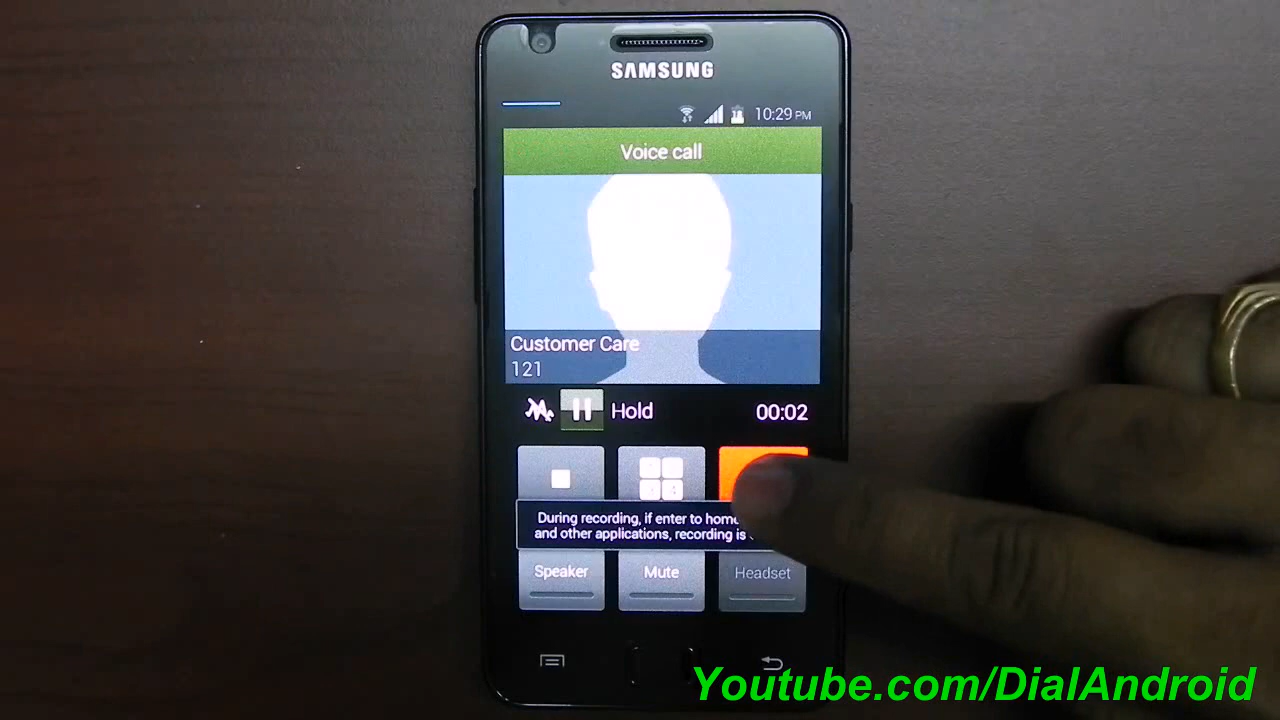 SAMSUNG
10:29 PM
Voice call
Customer Care
121
Hold 00:02
During recording, if enter to home
and other applications, recording is
Speaker Mute Headset
Youtube.com/DialAndroid